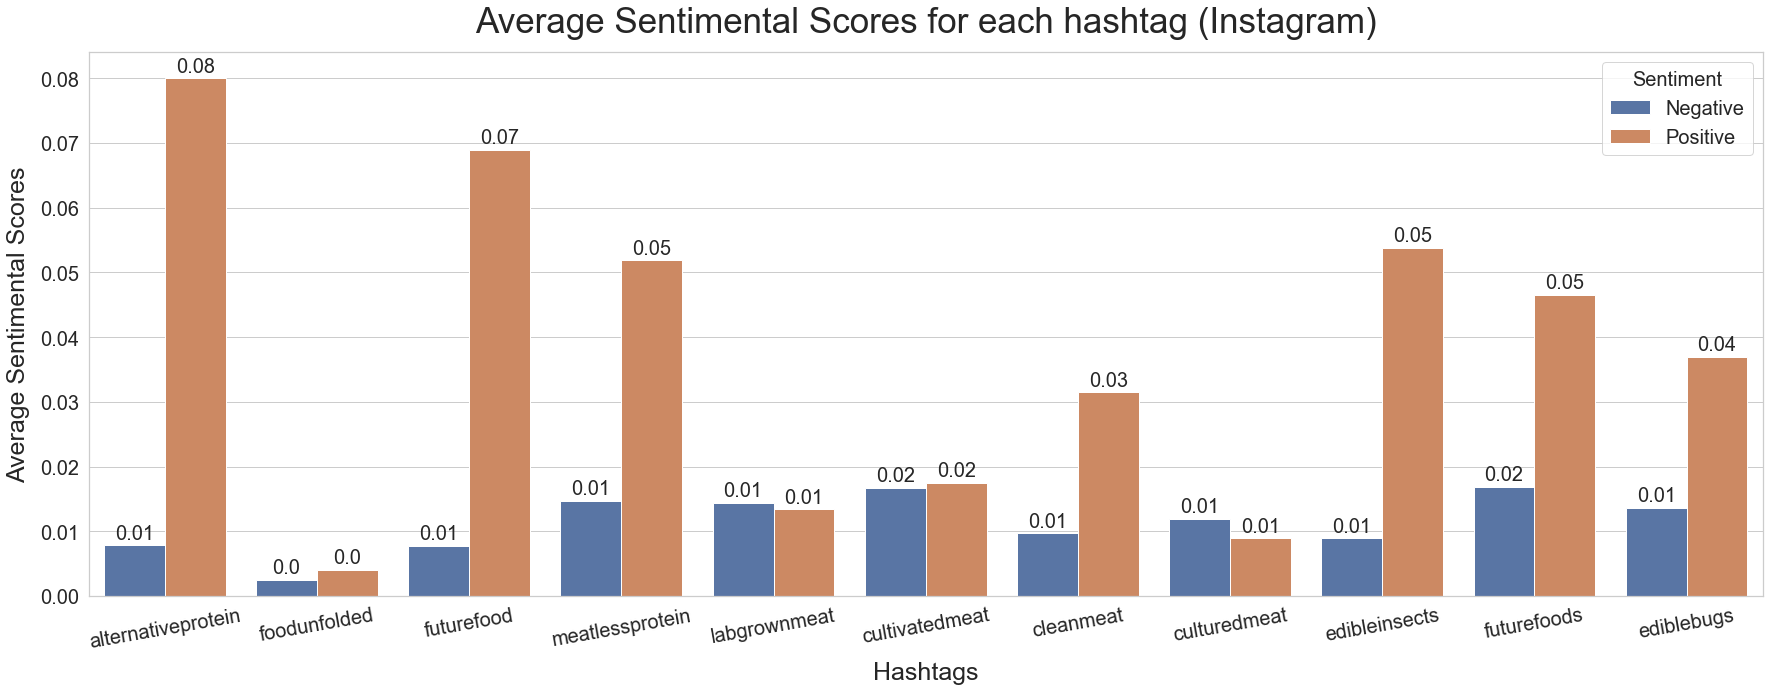 Average Sentimental Scores for each hashtag (Instagram)
Sentiment
Negative
Positive
Average Sentimental Scores
0.08
0.07
0.06
0.05
0.04
0.03
0.02
0.01
0.00
0.01
0.08
0.0
0.0
0.01
0.07
0.01
0.05
0.01
0.01
0.02
0.02
0.01
0.03
0.01
0.01
0.01
0.05
0.02
0.05
0.01
0.04
alternativeprotein
foodunfolded
futurefood
meatlessprotein
labgrownmeat
cultivatedmeat
cleanmeat
culturedmeat
edibleinsects
futurefoods
ediblebugs
Hashtags